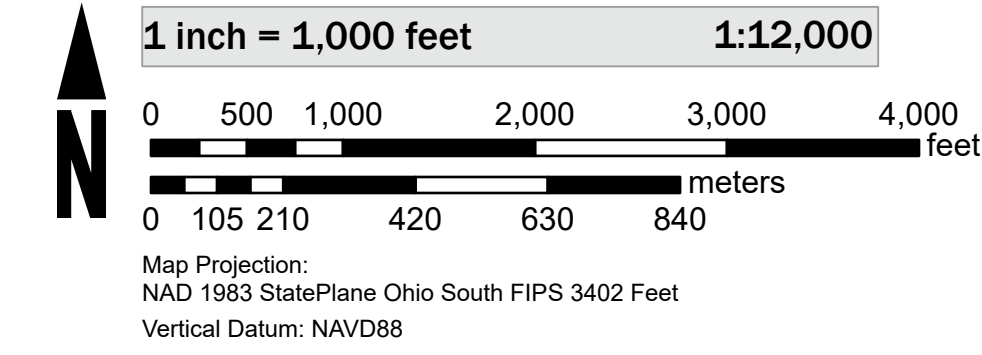 1 inch = 1,000 feet 1:12,000
0 500 1,000 2,000 3,000 4,000
feet
N
meters
0 105 210 420 630 840
Map Projection:
NAD 1983 StatePlane Ohio South FIPS 3402 Feet
Vertical Datum: NAVD88